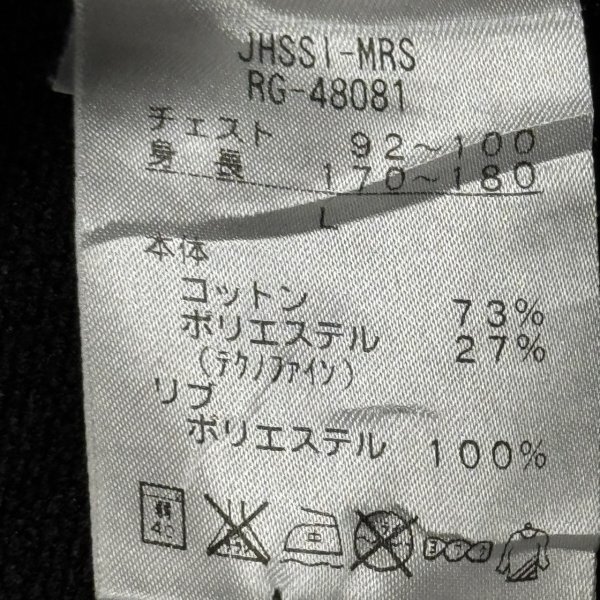 JHSSI-MRS
RG-48081
チェスト 92～100
身長 170～180
L
本体
コットン 73%
ポリエステル 27%
(テクノファイン)
リブ
ポリエステル 100%
中